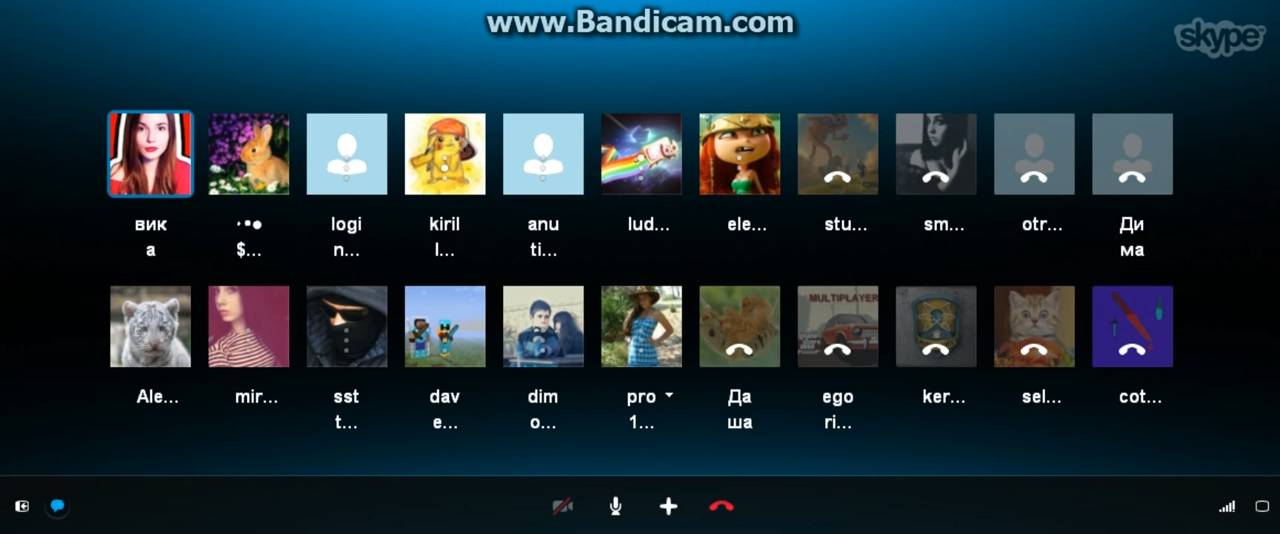 www.Bandicam.com
skype
вик
а
$...
logi
n...
kiril
l...
anu
ti...
lud...
ele...
stu...
sm...
otr...
Ди
ма
MULTIPLAYER
Ale...
mir...
sst
t...
dav
e...
dim
o...
pro
1...
Да
ша
ego
ri...
ker...
sel...
cot...